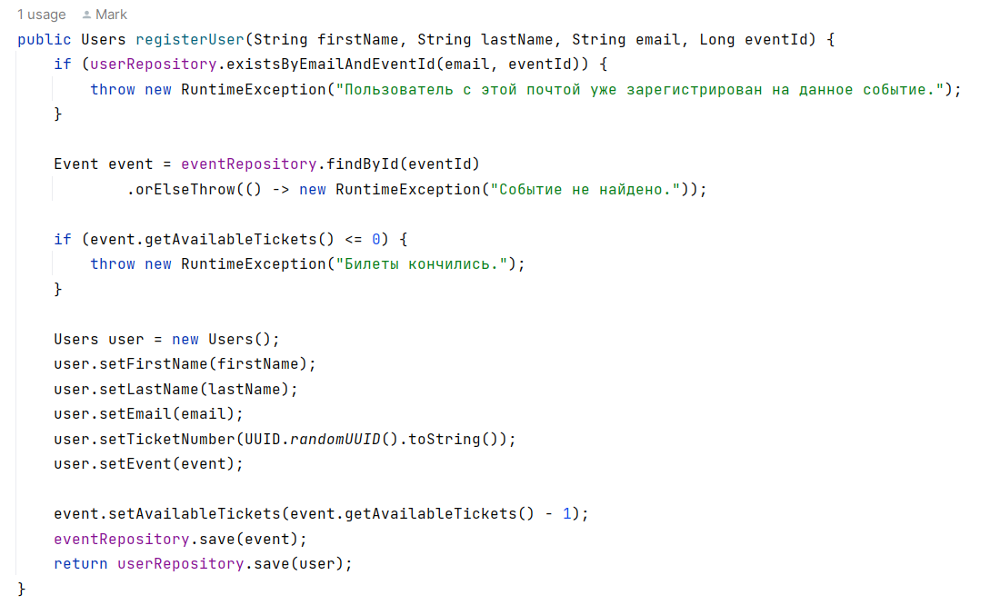 1 usage Mark
public Users registerUser(String firstName, String lastName, String email, Long eventId) {
    if (userRepository.existsByEmailAndEventId(email, eventId)) {
        throw new RuntimeException("Пользователь с этой почтой уже зарегистрирован на данное событие.");
    }

    Event event = eventRepository.findById(eventId)
            .orElseThrow(() -> new RuntimeException("Событие не найдено."));

    if (event.getAvailableTickets() <= 0) {
        throw new RuntimeException("Билеты кончились.");
    }

    Users user = new Users();
    user.setFirstName(firstName);
    user.setLastName(lastName);
    user.setEmail(email);
    user.setTicketNumber(UUID.randomUUID().toString());
    user.setEvent(event);

    event.setAvailableTickets(event.getAvailableTickets() - 1);
    eventRepository.save(event);
    return userRepository.save(user);
}